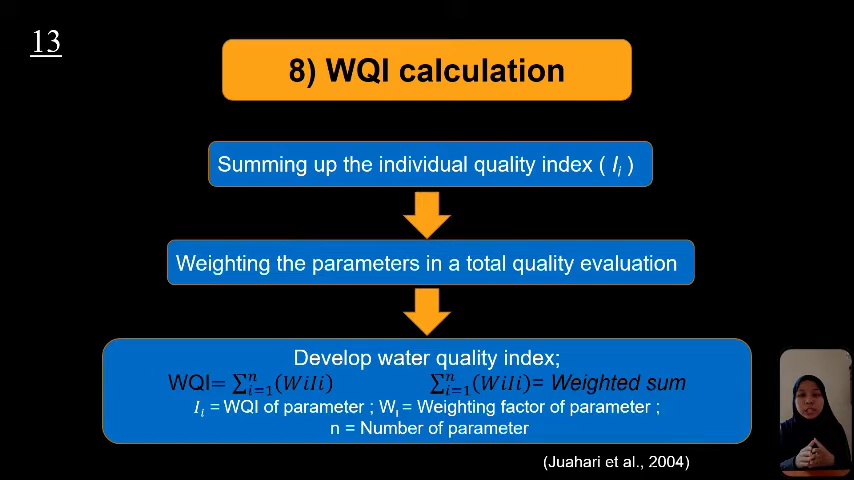 13
8) WQI calculation
Summing up the individual quality index ( Iᵢ )
Weighting the parameters in a total quality evaluation
Develop water quality index;
WQI= ∑ⁿᵢ₌₁(WiIi) ∑ⁿᵢ₌₁(WiIi)= Weighted sum
Iᵢ = WQI of parameter ; Wᵢ = Weighting factor of parameter ;
n = Number of parameter
(Juahari et al., 2004)